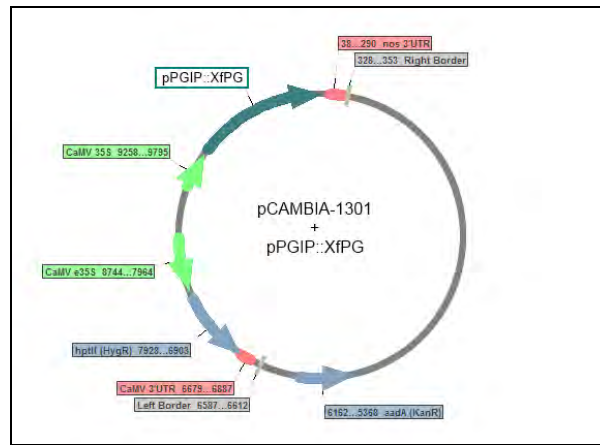 38...290 nos 3'UTR
328...353 Right Border
pPGIP::XfPG
CaMV 35S 9258...9795
pCAMBIA-1301
+
pPGIP::XfPG
CaMV e35S 8744...7964
hptII (HygR) 7928...6903
CaMV 3'UTR 6679...6887
Left Border 6587...6612
6162...5368 aadA (KanR)